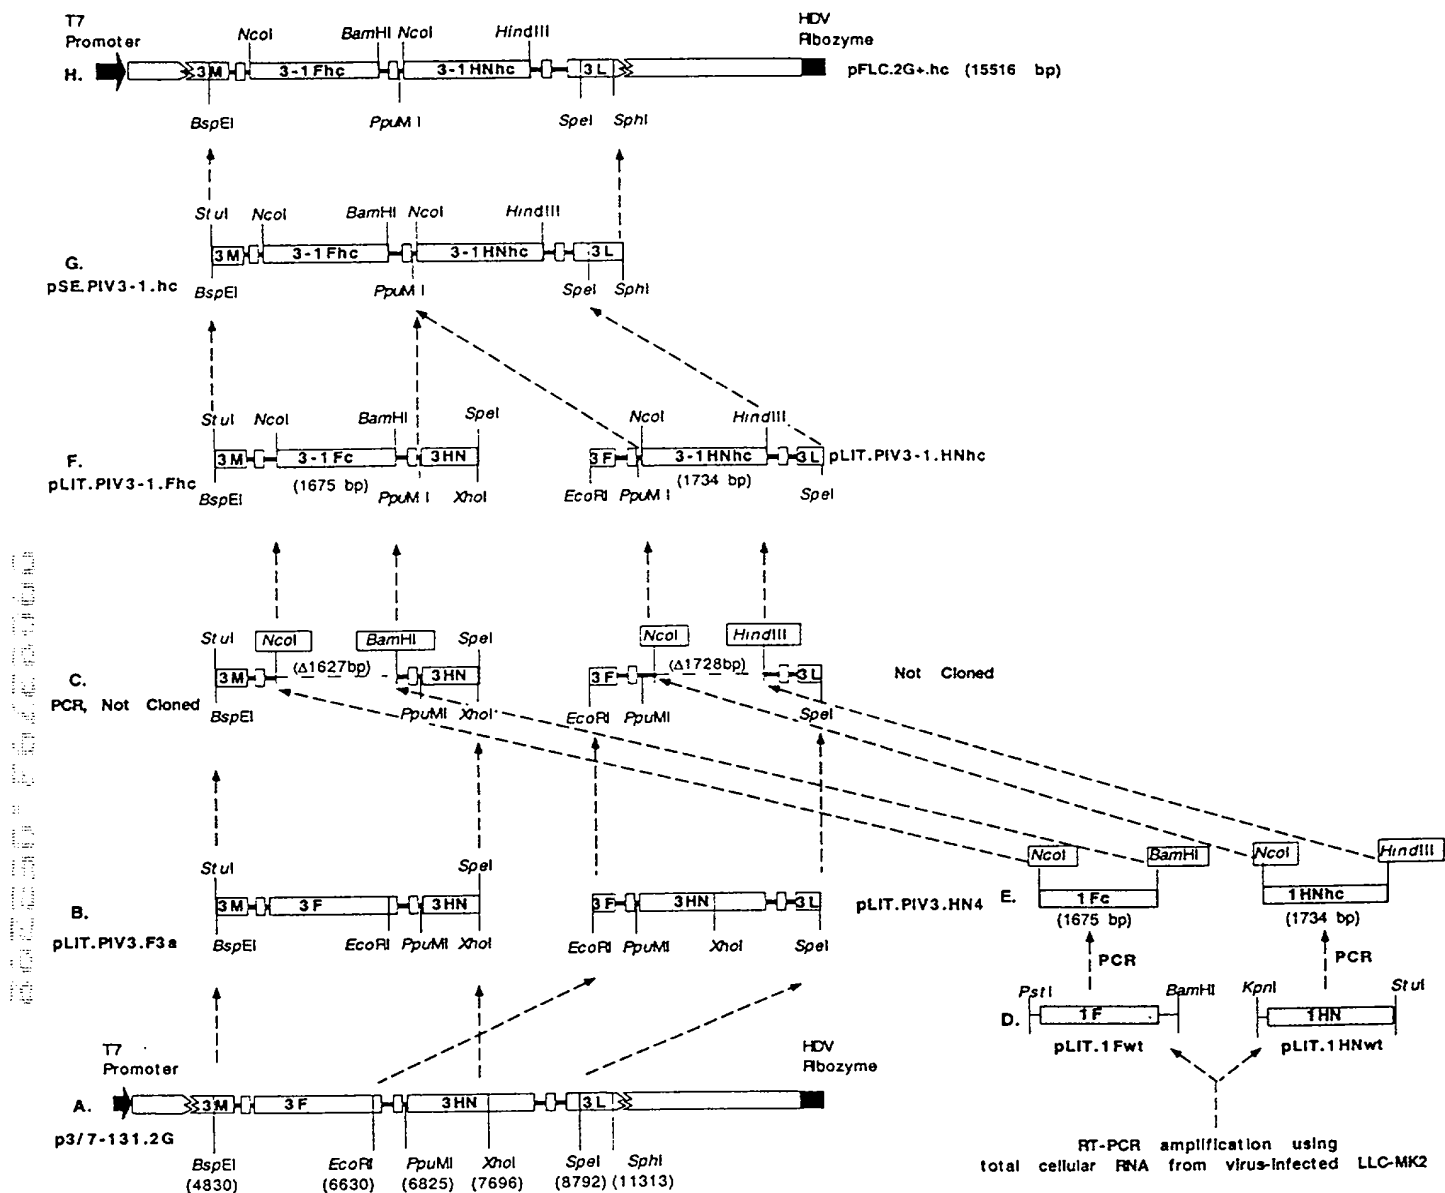 T7
Promoter
NcoI BamHI NcoI HindIII
HDV
Ribozyme
H. 3M 3-1Fhc 3-1HNhc 3L pFLC.2G+.hc (15516 bp)
BspEI PpuMI SpeI SphI
StuI NcoI BamHI NcoI HindIII
3M 3-1Fhc 3-1HNhc 3L
G.
pSE.PIV3-1.hc
BspEI PpuMI SpeI SphI
StuI NcoI BamHI SpeI NcoI HindIII
F. 3M 3-1Fc 3HN 3F 3-1HNhc 3L pLIT.PIV3-1.HNhc
(1675 bp) (1734 bp)
pLIT.PIV3-1.Fhc
BspEI PpuMI XhoI EcoRI PpuMI SpeI
StuI NcoI BamHI SpeI NcoI HindIII
(Δ1627bp) (Δ1728bp)
C. 3M 3HN 3F 3L Not Cloned
PCR, Not Cloned
BspEI PpuMI XhoI EcoRI PpuMI SpeI
StuI SpeI
B. 3M 3F 3HN 3F 3HN 3L pLIT.PIV3.HN4
pLIT.PIV3.F3a
BspEI EcoRI PpuMI XhoI EcoRI PpuMI XhoI SpeI
NcoI BamHI NcoI HindIII
E. 1Fc 1HNhc
(1675 bp) (1734 bp)
PCR PCR
PstI BamHI KpnI StuI
D. 1F 1HN
pLIT.1Fwt pLIT.1HNwt
RT-PCR amplification using
total cellular RNA from virus-infected LLC-MK2
T7
Promoter
HDV
Ribozyme
A. 3M 3F 3HN 3L
p3/7-131.2G
BspEI EcoRI PpuMI XhoI SpeI SphI
(4830) (6630) (6825) (7696) (8792) (11313)